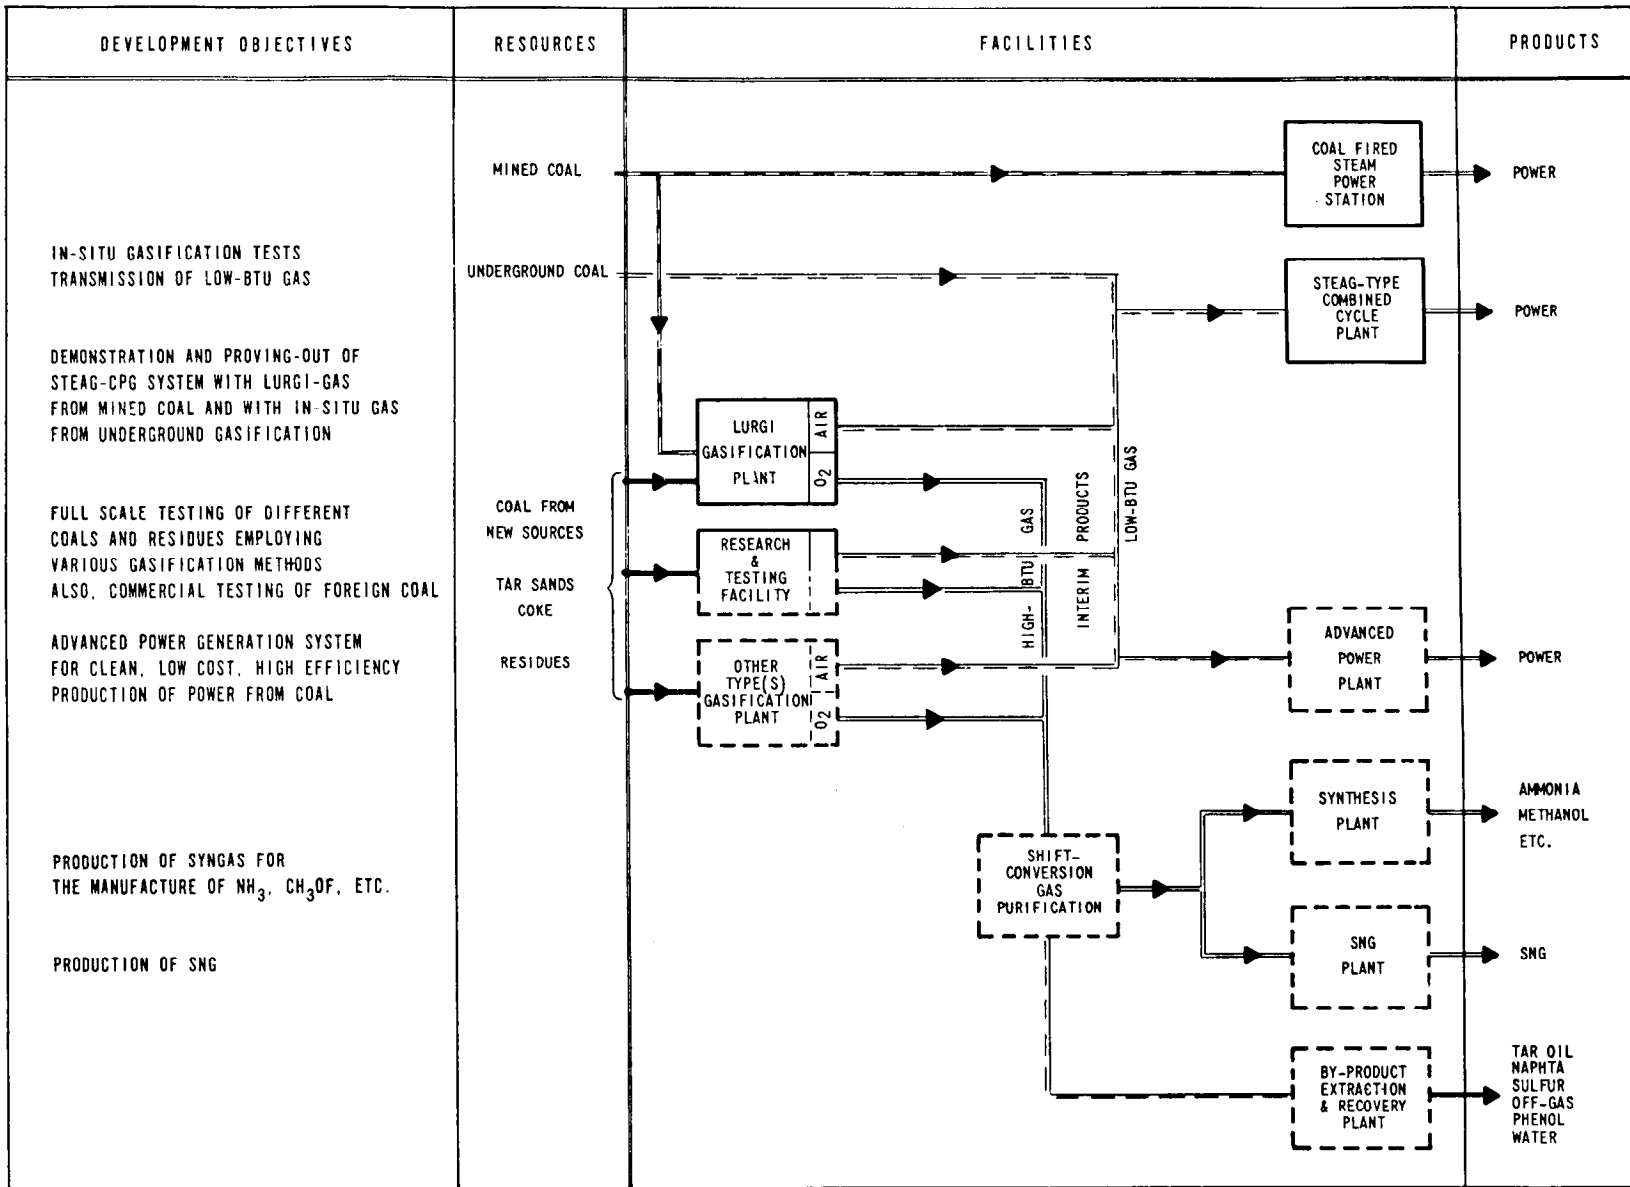 DEVELOPMENT OBJECTIVES
RESOURCES
FACILITIES
PRODUCTS
IN-SITU GASIFICATION TESTS
TRANSMISSION OF LOW-BTU GAS
DEMONSTRATION AND PROVING-OUT OF
STEAG-CPG SYSTEM WITH LURGI-GAS
FROM MINED COAL AND WITH IN-SITU GAS
FROM UNDERGROUND GASIFICATION
FULL SCALE TESTING OF DIFFERENT
COALS AND RESIDUES EMPLOYING
VARIOUS GASIFICATION METHODS
ALSO, COMMERCIAL TESTING OF FOREIGN COAL
ADVANCED POWER GENERATION SYSTEM
FOR CLEAN, LOW COST, HIGH EFFICIENCY
PRODUCTION OF POWER FROM COAL
PRODUCTION OF SYNGAS FOR
THE MANUFACTURE OF NH3, CH3OF, ETC.
PRODUCTION OF SNG
MINED COAL
UNDERGROUND COAL
COAL FROM
NEW SOURCES
TAR SANDS
COKE
RESIDUES
LURGI
GASIFICATION
PLANT
AIR
O2
RESEARCH
&
TESTING
FACILITY
OTHER
TYPE(S)
GASIFICATION
PLANT
AIR
O2
HIGH-BTU GAS
INTERIM PRODUCTS
LOW-BTU GAS
SHIFT-
CONVERSION
GAS
PURIFICATION
COAL FIRED
STEAM
POWER
STATION
STEAG-TYPE
COMBINED
CYCLE
PLANT
ADVANCED
POWER
PLANT
SYNTHESIS
PLANT
SNG
PLANT
BY-PRODUCT
EXTRACTION
& RECOVERY
PLANT
POWER
POWER
POWER
AMMONIA
METHANOL
ETC.
SNG
TAR OIL
NAPHTA
SULFUR
OFF-GAS
PHENOL
WATER